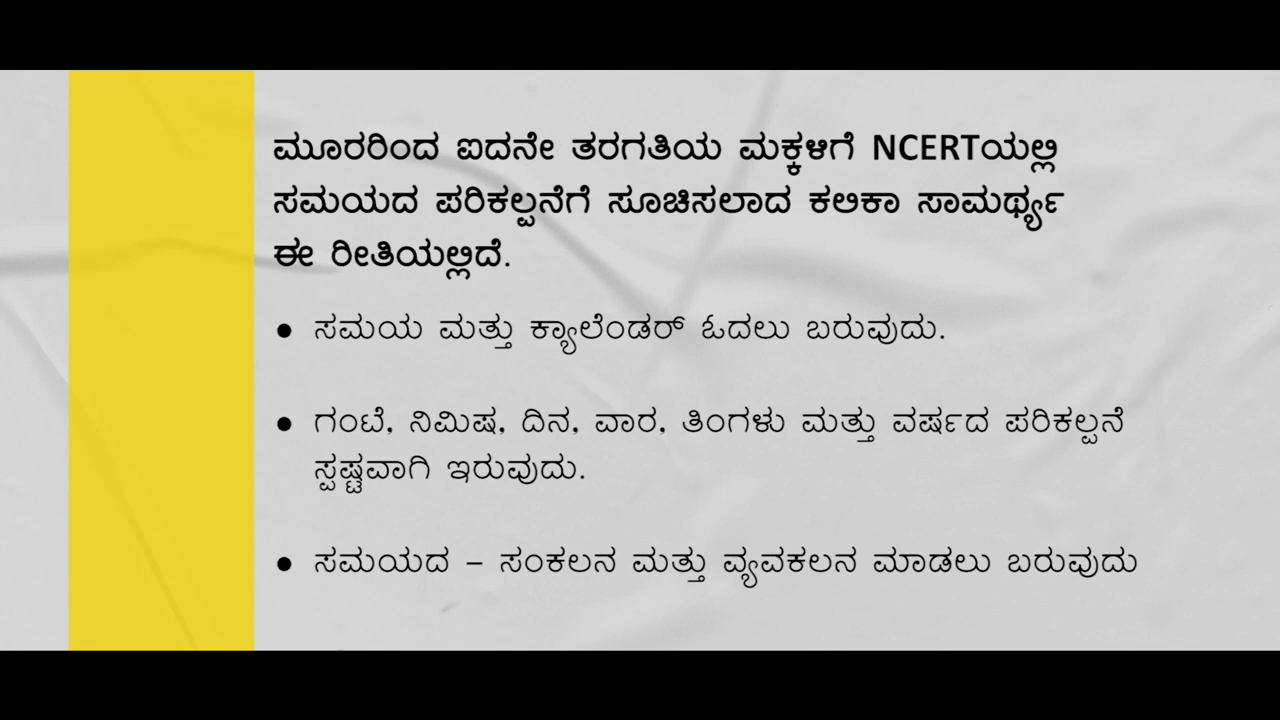 ಮೂರರಿಂದ ಐದನೇ ತರಗತಿಯ ಮಕ್ಕಳಿಗೆ NCERTಯಲ್ಲಿ
ಸಮಯದ ಪರಿಕಲ್ಪನೆಗೆ ಸೂಚಿಸಲಾದ ಕಲಿಕಾ ಸಾಮರ್ಥ್ಯ
ಈ ರೀತಿಯಲ್ಲಿದೆ.
● ಸಮಯ ಮತ್ತು ಕ್ಯಾಲೆಂಡರ್ ಓದಲು ಬರುವುದು.
● ಗಂಟೆ, ನಿಮಿಷ, ದಿನ, ವಾರ, ತಿಂಗಳು ಮತ್ತು ವರ್ಷದ ಪರಿಕಲ್ಪನೆ
ಸ್ಪಷ್ಟವಾಗಿ ಇರುವುದು.
● ಸಮಯದ – ಸಂಕಲನ ಮತ್ತು ವ್ಯವಕಲನ ಮಾಡಲು ಬರುವುದು